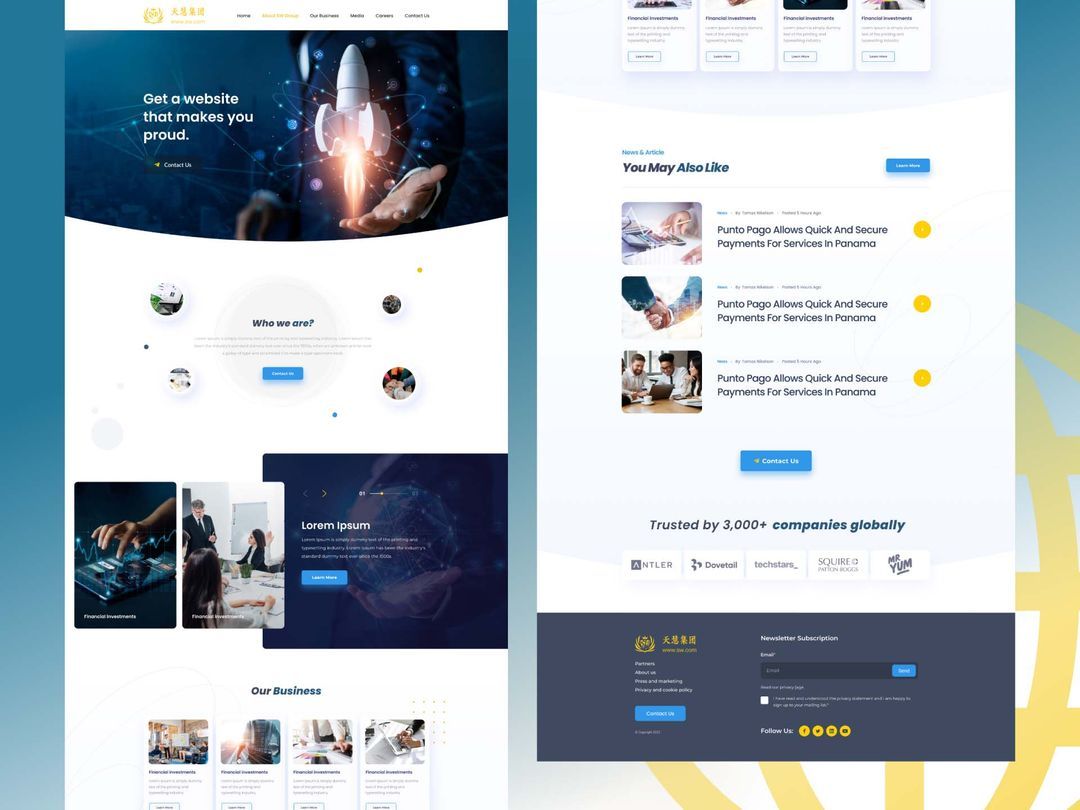 天慧集团
www.sw.com
Home
About SW Group
Our Business
Media
Careers
Contact Us
Get a website
that makes you
proud.
Contact Us
Who we are?
Contact Us
01
03
Lorem Ipsum
Lorem Ipsum is simply dummy text of the printing and
typesetting industry. Lorem Ipsum has been the industry's
standard dummy text ever since the 1500s.
Learn More
Financial Investments
Financial Investments
Our Business
Financial Investments
Lorem Ipsum is simply dummy
text of the printing and
typesetting industry.
Learn More
Financial Investments
Lorem Ipsum is simply dummy
text of the printing and
typesetting industry.
Learn More
Financial Investments
Lorem Ipsum is simply dummy
text of the printing and
typesetting industry.
Learn More
Financial Investments
Lorem Ipsum is simply dummy
text of the printing and
typesetting industry.
Learn More
Financial Investments
Lorem Ipsum is simply dummy
text of the printing and
typesetting industry.
Learn More
Financial Investments
Lorem Ipsum is simply dummy
text of the printing and
typesetting industry.
Learn More
Financial Investments
Lorem Ipsum is simply dummy
text of the printing and
typesetting industry.
Learn More
Financial Investments
Lorem Ipsum is simply dummy
text of the printing and
typesetting industry.
Learn More
News & Article
You May Also Like
Learn More
News - By Tomas Nikelson - Posted 5 Hours Ago
Punto Pago Allows Quick And Secure
Payments For Services In Panama
News - By Tomas Nikelson - Posted 5 Hours Ago
Punto Pago Allows Quick And Secure
Payments For Services In Panama
News - By Tomas Nikelson - Posted 5 Hours Ago
Punto Pago Allows Quick And Secure
Payments For Services In Panama
Contact Us
Trusted by 3,000+ companies globally
ANTLER
Dovetail
techstars_
SQUIRE
PATTON BOGGS
MR
YUM
天慧集团
www.sw.com
Partners
About us
Press and marketing
Privacy and cookie policy
Contact Us
© Copyright 2022
Newsletter Subscription
Email*
Email
Send
Read our privacy here
I have read and understood the privacy statement and I am happy to
sign up to your mailing list.*
Follow Us: